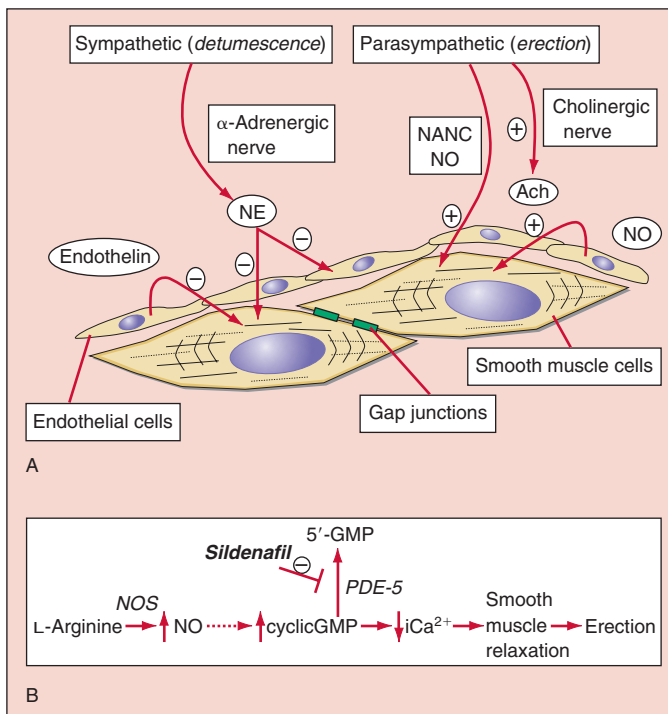 Sympathetic (detumescence)
Parasympathetic (erection)
α-Adrenergic
nerve
NANC
NO
Cholinergic
nerve
+
Ach
NE
+
+
NO
−
Endothelin
−
−
Smooth muscle cells
Endothelial cells
Gap junctions
A
5′-GMP
Sildenafil
−
PDE-5
NOS
L-Arginine NO cyclicGMP iCa²⁺ Smooth muscle relaxation Erection
B